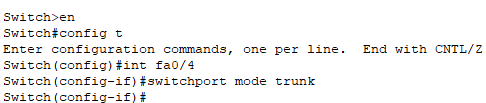 Switch>en
Switch#config t
Enter configuration commands, one per line.  End with CNTL/Z
Switch(config)#int fa0/4
Switch(config-if)#switchport mode trunk
Switch(config-if)#